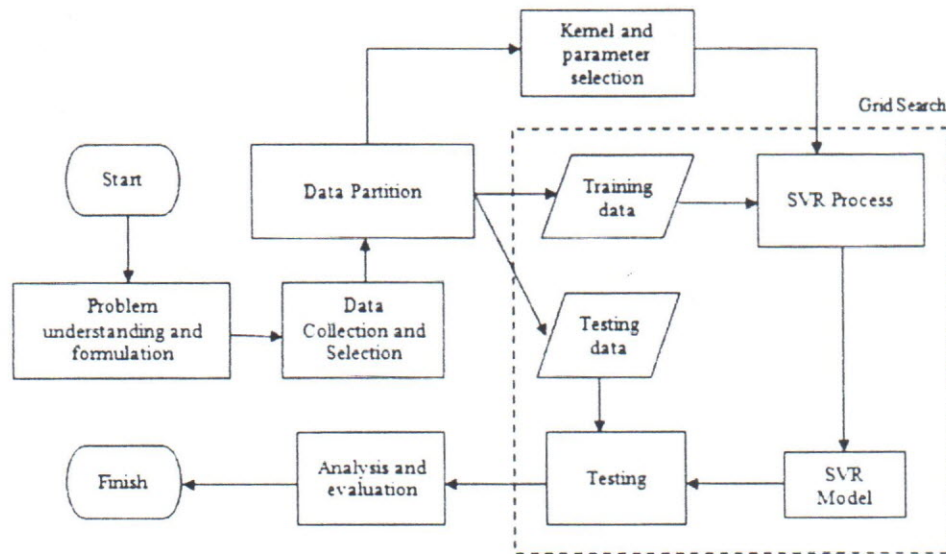 Kernel and
parameter
selection
Grid Search
Start
Data Partition
Training
data
SVR Process
Problem
understanding and
formulation
Data
Collection and
Selection
Testing
data
Finish
Analysis and
evaluation
Testing
SVR
Model